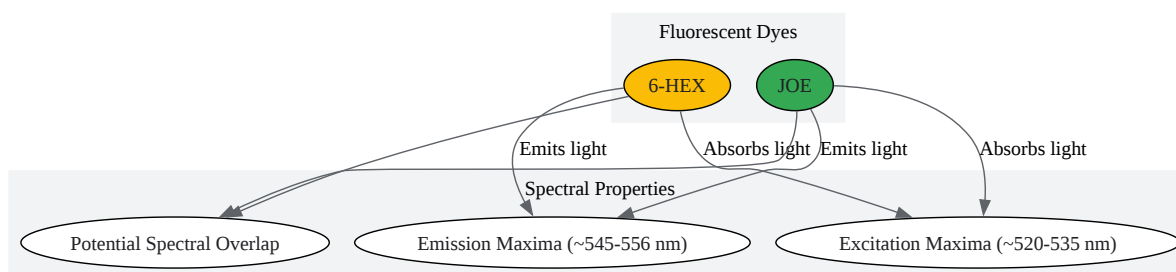 Fluorescent Dyes
6-HEX
JOE
Emits light
Absorbs light
Emits light
Absorbs light
Spectral Properties
Potential Spectral Overlap
Emission Maxima (~545-556 nm)
Excitation Maxima (~520-535 nm)